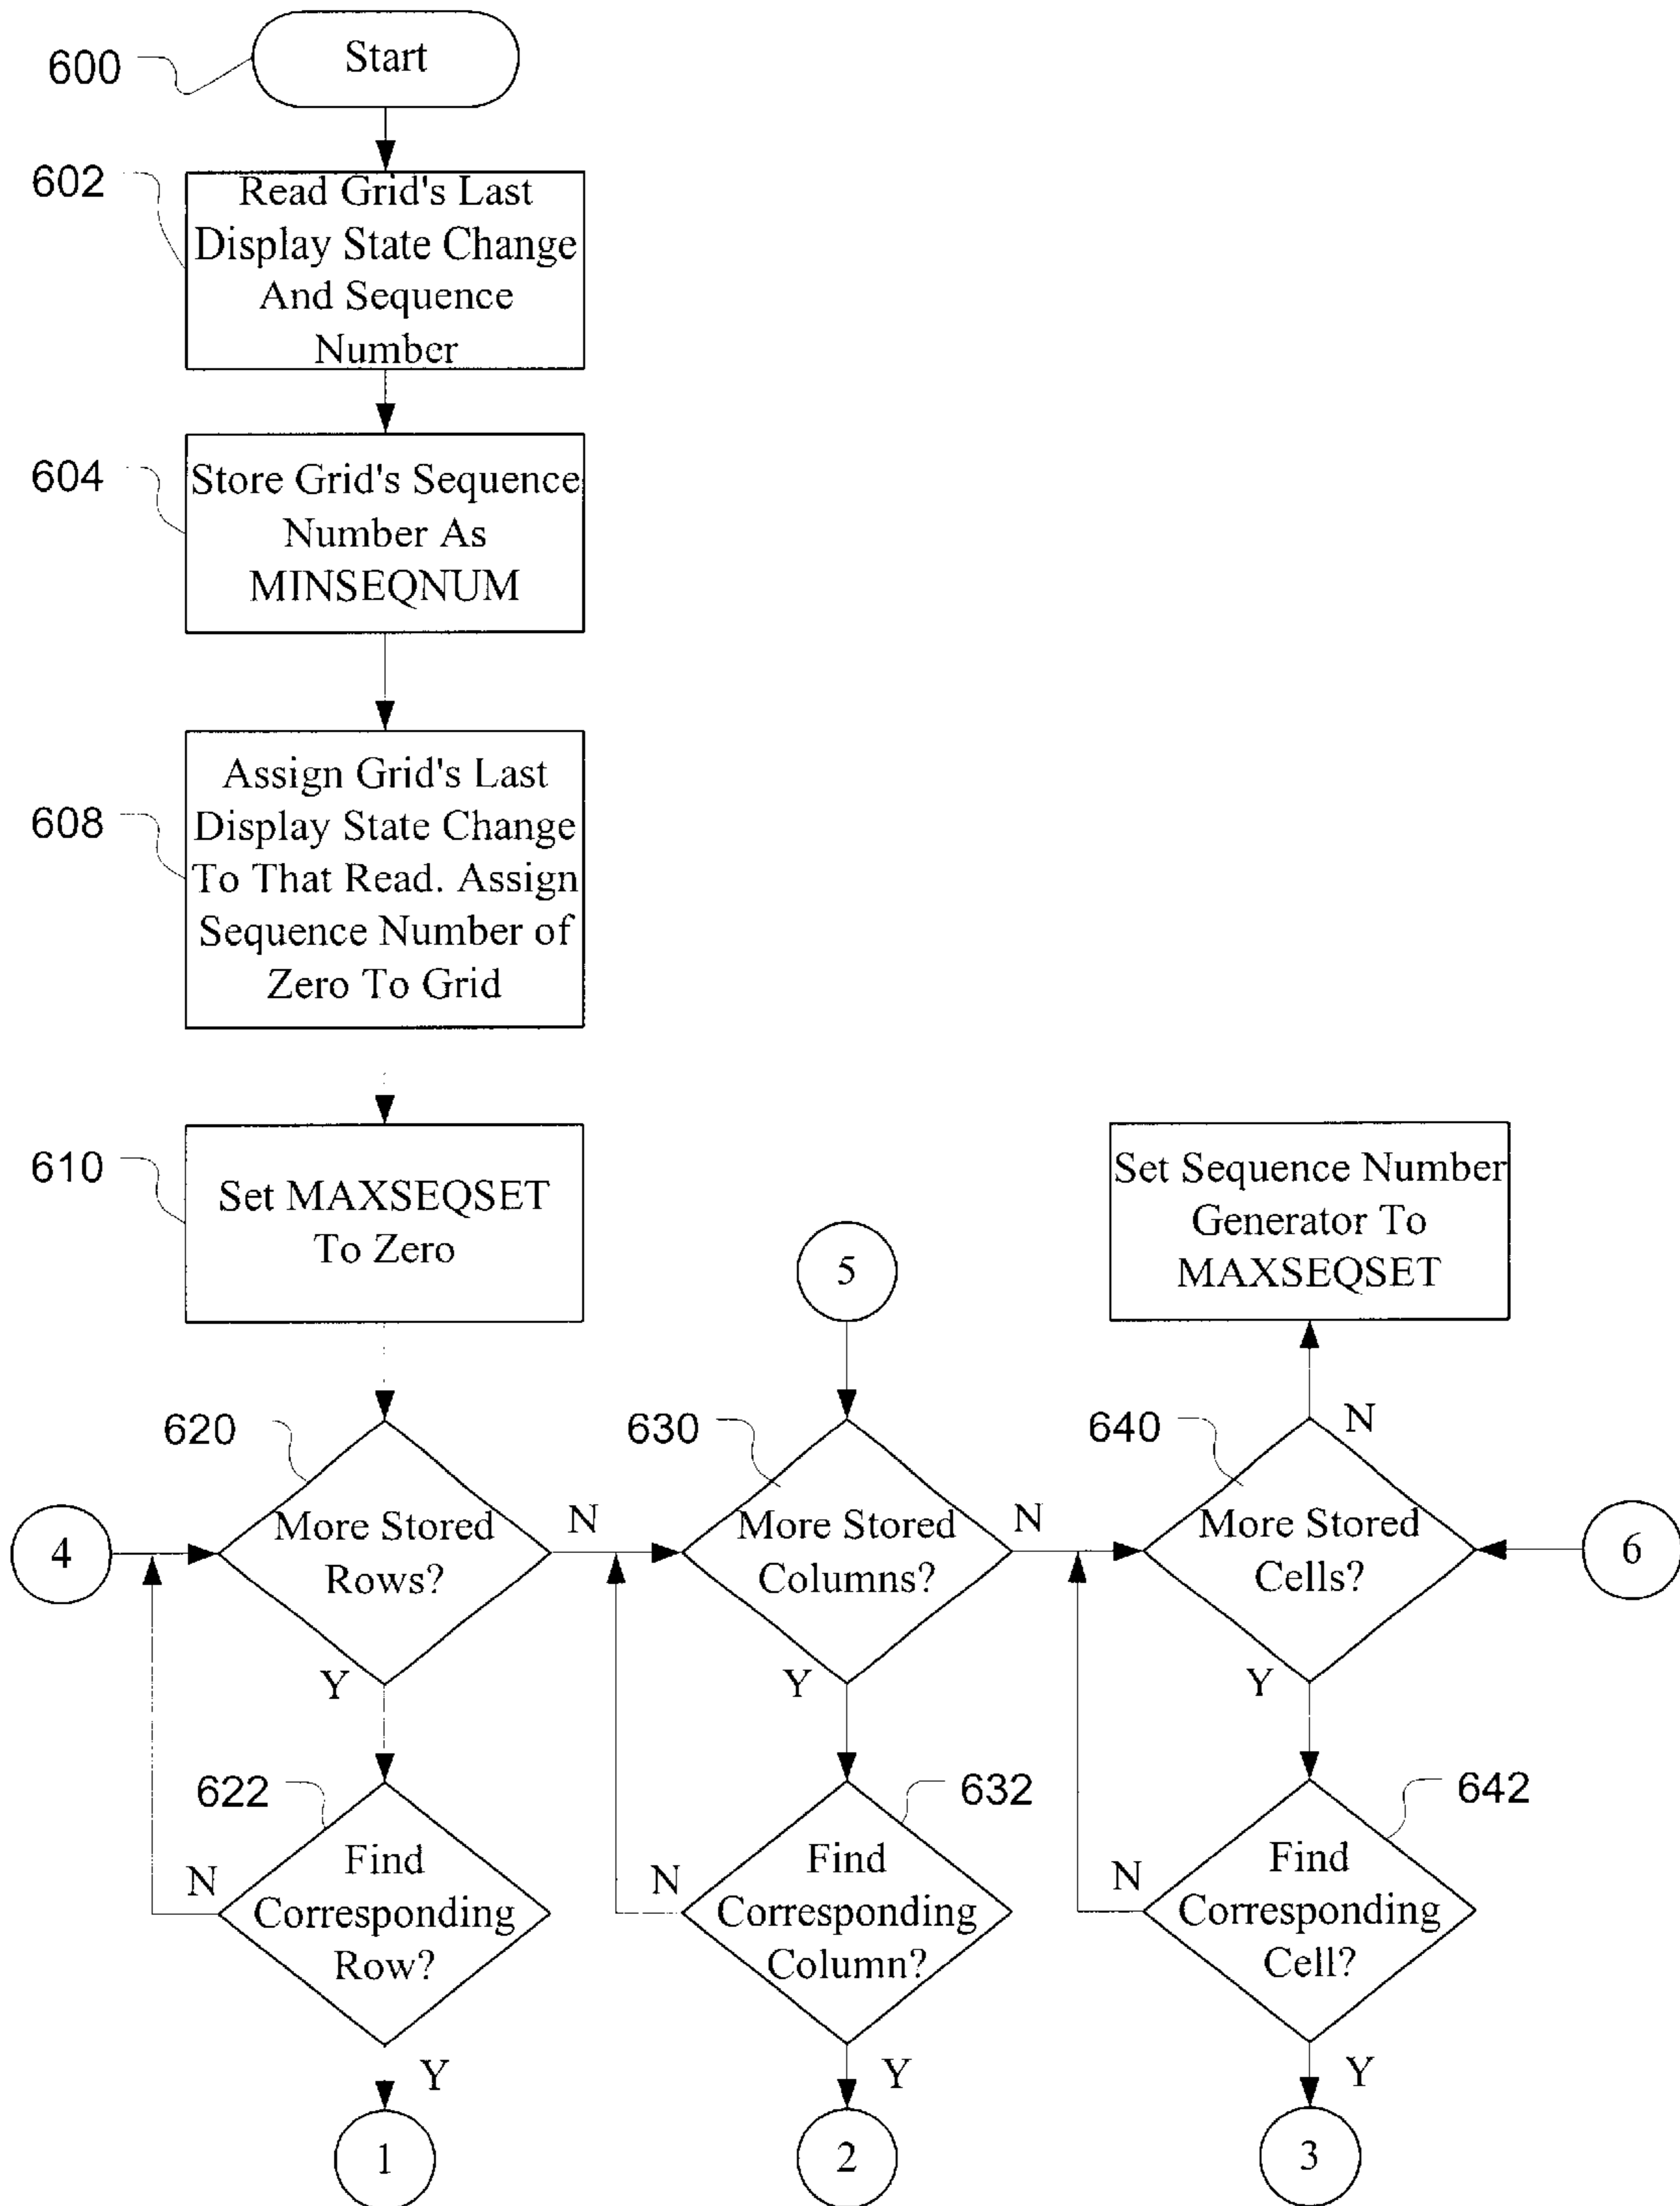 600
Start
602
Read Grid's Last
Display State Change
And Sequence
Number
604
Store Grid's Sequence
Number As
MINSEQNUM
608
Assign Grid's Last
Display State Change
To That Read. Assign
Sequence Number of
Zero To Grid
610
Set MAXSEQSET
To Zero
Set Sequence Number
Generator To
MAXSEQSET
5
620
630
640
N
4
More Stored
Rows?
N
More Stored
Columns?
N
More Stored
Cells?
6
Y
Y
Y
622
632
642
N
Find
Corresponding
Row?
N
Find
Corresponding
Column?
N
Find
Corresponding
Cell?
Y
Y
Y
1
2
3